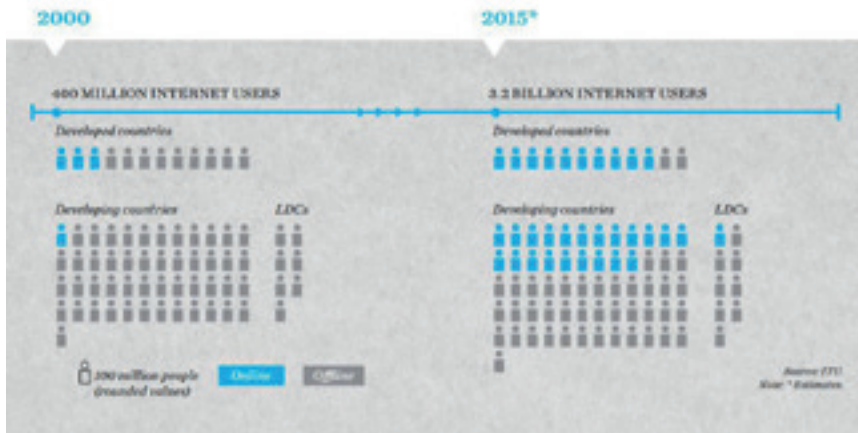 2000
2015*
400 MILLION INTERNET USERS
3.2 BILLION INTERNET USERS
Developed countries
Developed countries
Developing countries
LDCs
Developing countries
LDCs
100 million people
(rounded values)
Online
Offline
Source: ITU
Note: * Estimates